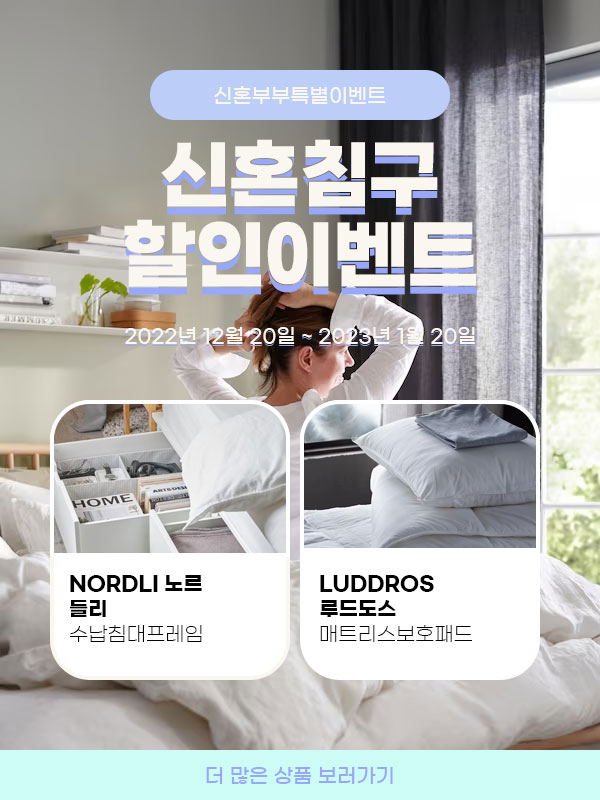 신혼부부특별이벤트
신혼침구
할인이벤트
2022년 12월 20일 ~ 2023년 1월 20일
SUMMER
HOME
NORDLI 노르
들리
수납침대프레임
LUDDROS
루드도스
매트리스보호패드
더 많은 상품 보러가기